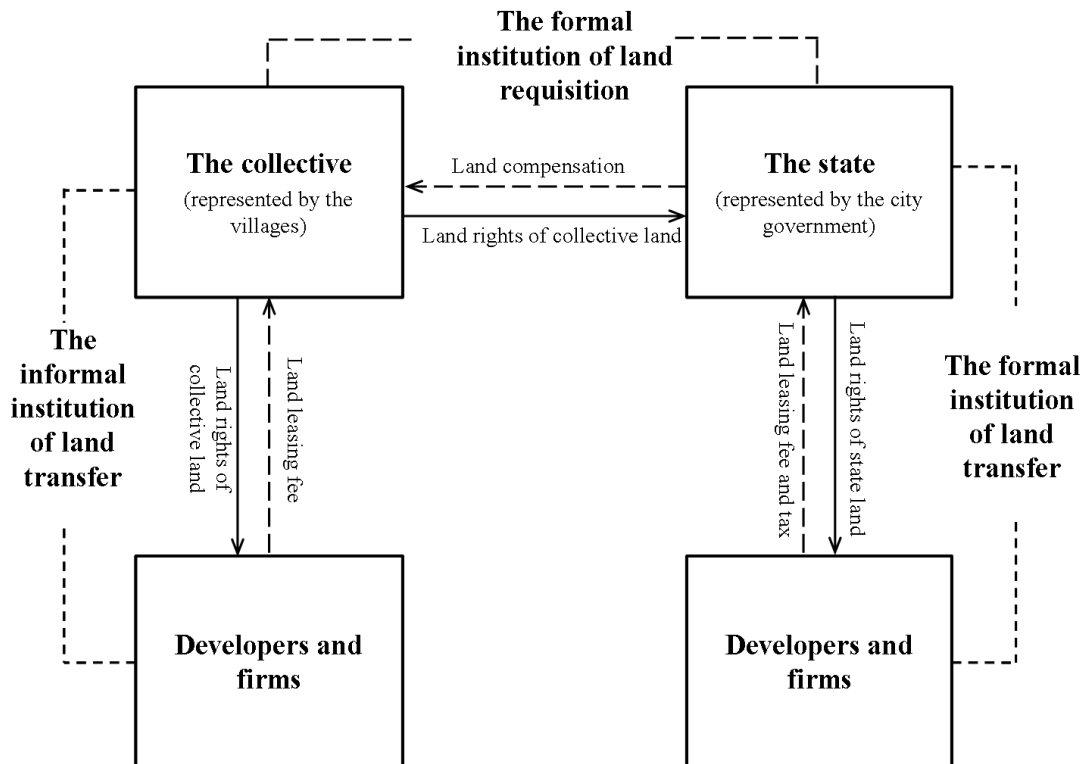 The formal
institution of land
requisition
The collective
(represented by the
villages)
Land compensation
Land rights of collective land
The state
(represented by the city
government)
The
informal
institution
of land
transfer
Land rights of
collective land
Land leasing fee
Land leasing fee and tax
Land rights of state land
The formal
institution
of land
transfer
Developers and
firms
Developers and
firms